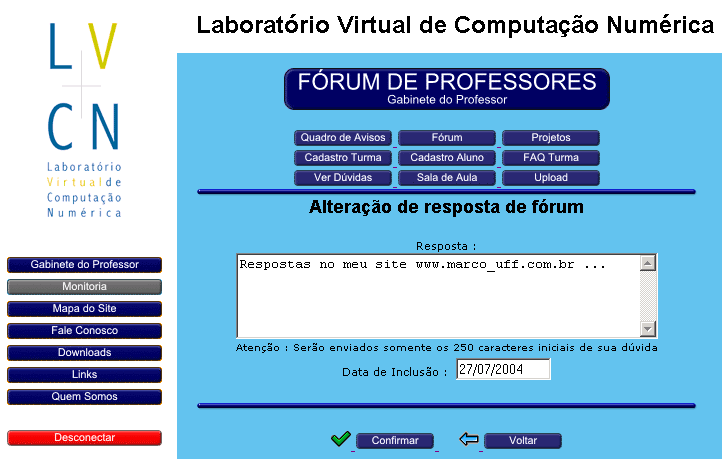 LV
CN
Laboratório
Virtual de
Computação
Numérica
Laboratório Virtual de Computação Numérica
FÓRUM DE PROFESSORES
Gabinete do Professor
Quadro de Avisos Fórum Projetos
Cadastro Turma Cadastro Aluno FAQ Turma
Ver Dúvidas Sala de Aula Upload
Alteração de resposta de fórum
Resposta :
Respostas no meu site www.marco_uff.com.br ...
Atenção : Serão enviados somente os 250 caracteres iniciais de sua dúvida
Data de Inclusão : 27/07/2004
Confirmar Voltar
Gabinete do Professor
Monitoria
Mapa do Site
Fale Conosco
Downloads
Links
Quem Somos
Desconectar